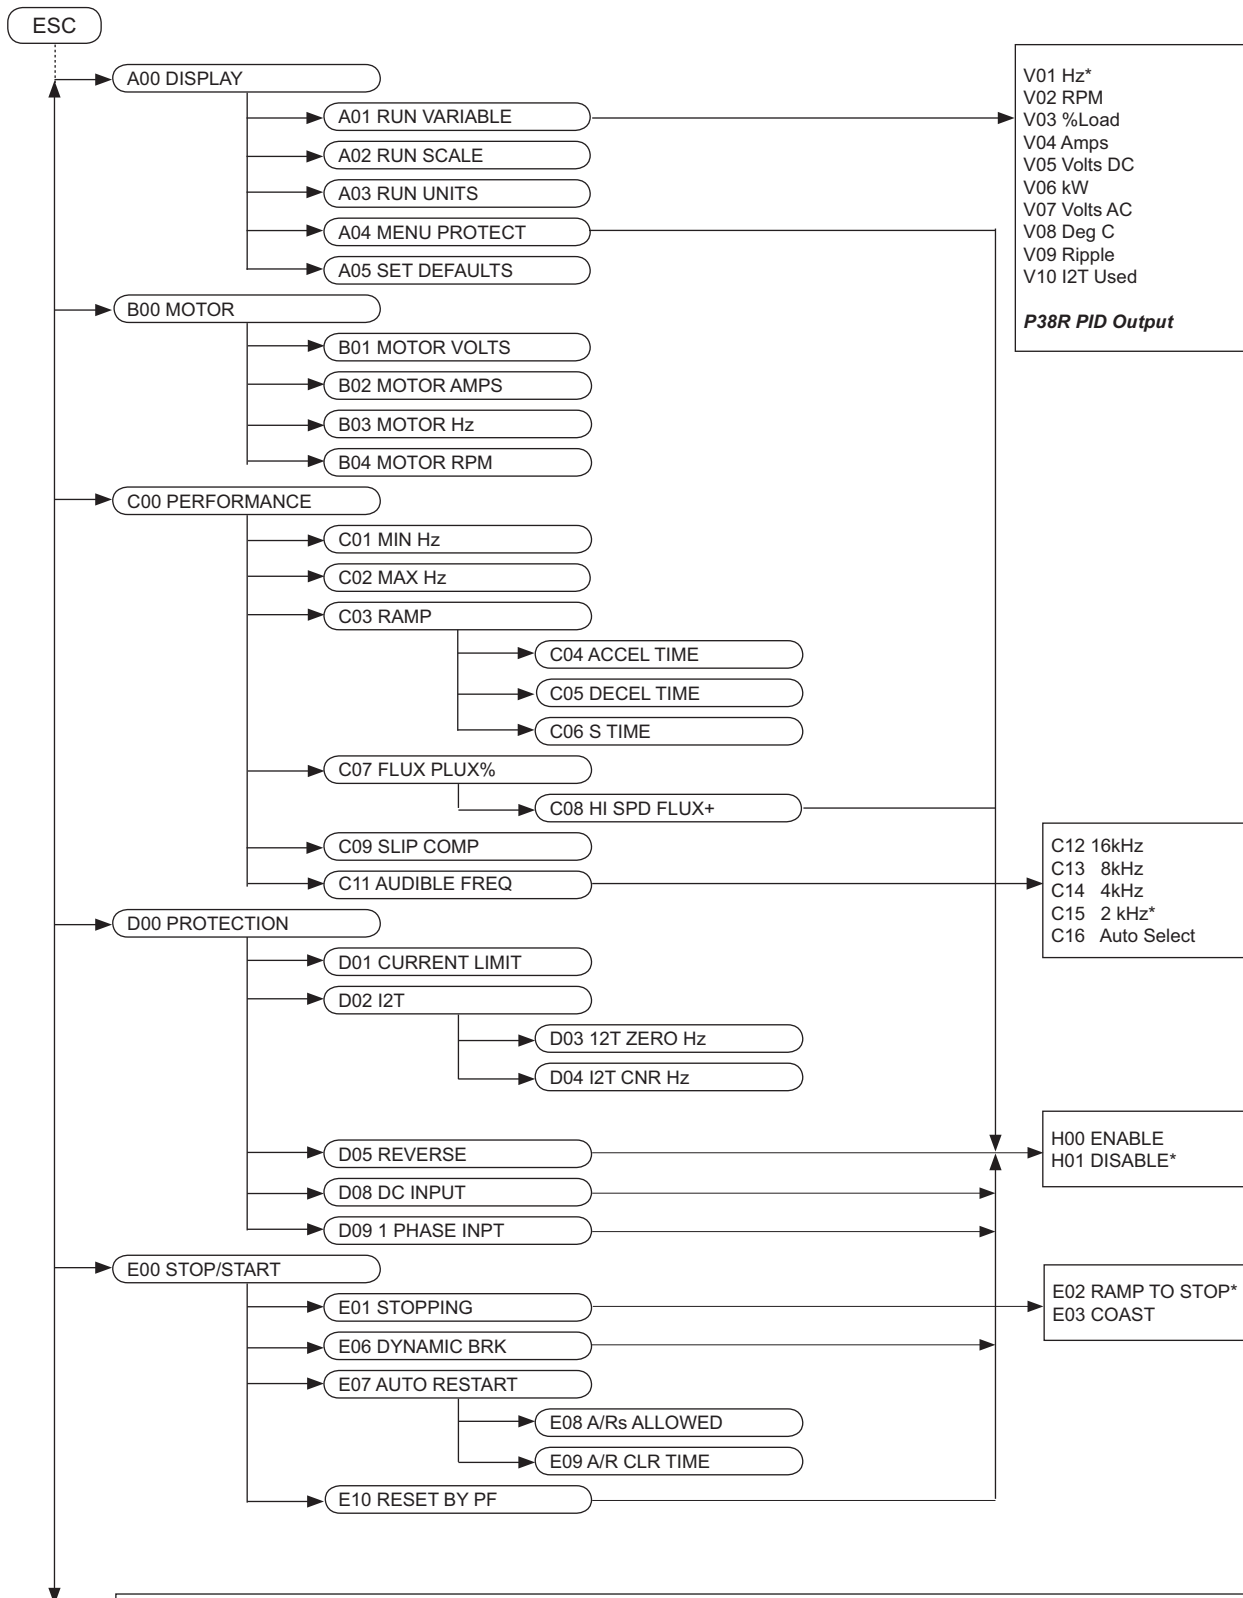 ESC
A00 DISPLAY
A01 RUN VARIABLE
A02 RUN SCALE
A03 RUN UNITS
A04 MENU PROTECT
A05 SET DEFAULTS
V01 Hz*
V02 RPM
V03 %Load
V04 Amps
V05 Volts DC
V06 kW
V07 Volts AC
V08 Deg C
V09 Ripple
V10 I2T Used
P38R PID Output
B00 MOTOR
B01 MOTOR VOLTS
B02 MOTOR AMPS
B03 MOTOR Hz
B04 MOTOR RPM
C00 PERFORMANCE
C01 MIN Hz
C02 MAX Hz
C03 RAMP
C04 ACCEL TIME
C05 DECEL TIME
C06 S TIME
C07 FLUX PLUX%
C08 HI SPD FLUX+
C09 SLIP COMP
C11 AUDIBLE FREQ
C12 16kHz
C13 8kHz
C14 4kHz
C15 2 kHz*
C16 Auto Select
D00 PROTECTION
D01 CURRENT LIMIT
D02 I2T
D03 12T ZERO Hz
D04 I2T CNR Hz
D05 REVERSE
D08 DC INPUT
D09 1 PHASE INPT
H00 ENABLE
H01 DISABLE*
E00 STOP/START
E01 STOPPING
E02 RAMP TO STOP*
E03 COAST
E06 DYNAMIC BRK
E07 AUTO RESTART
E08 A/Rs ALLOWED
E09 A/R CLR TIME
E10 RESET BY PF